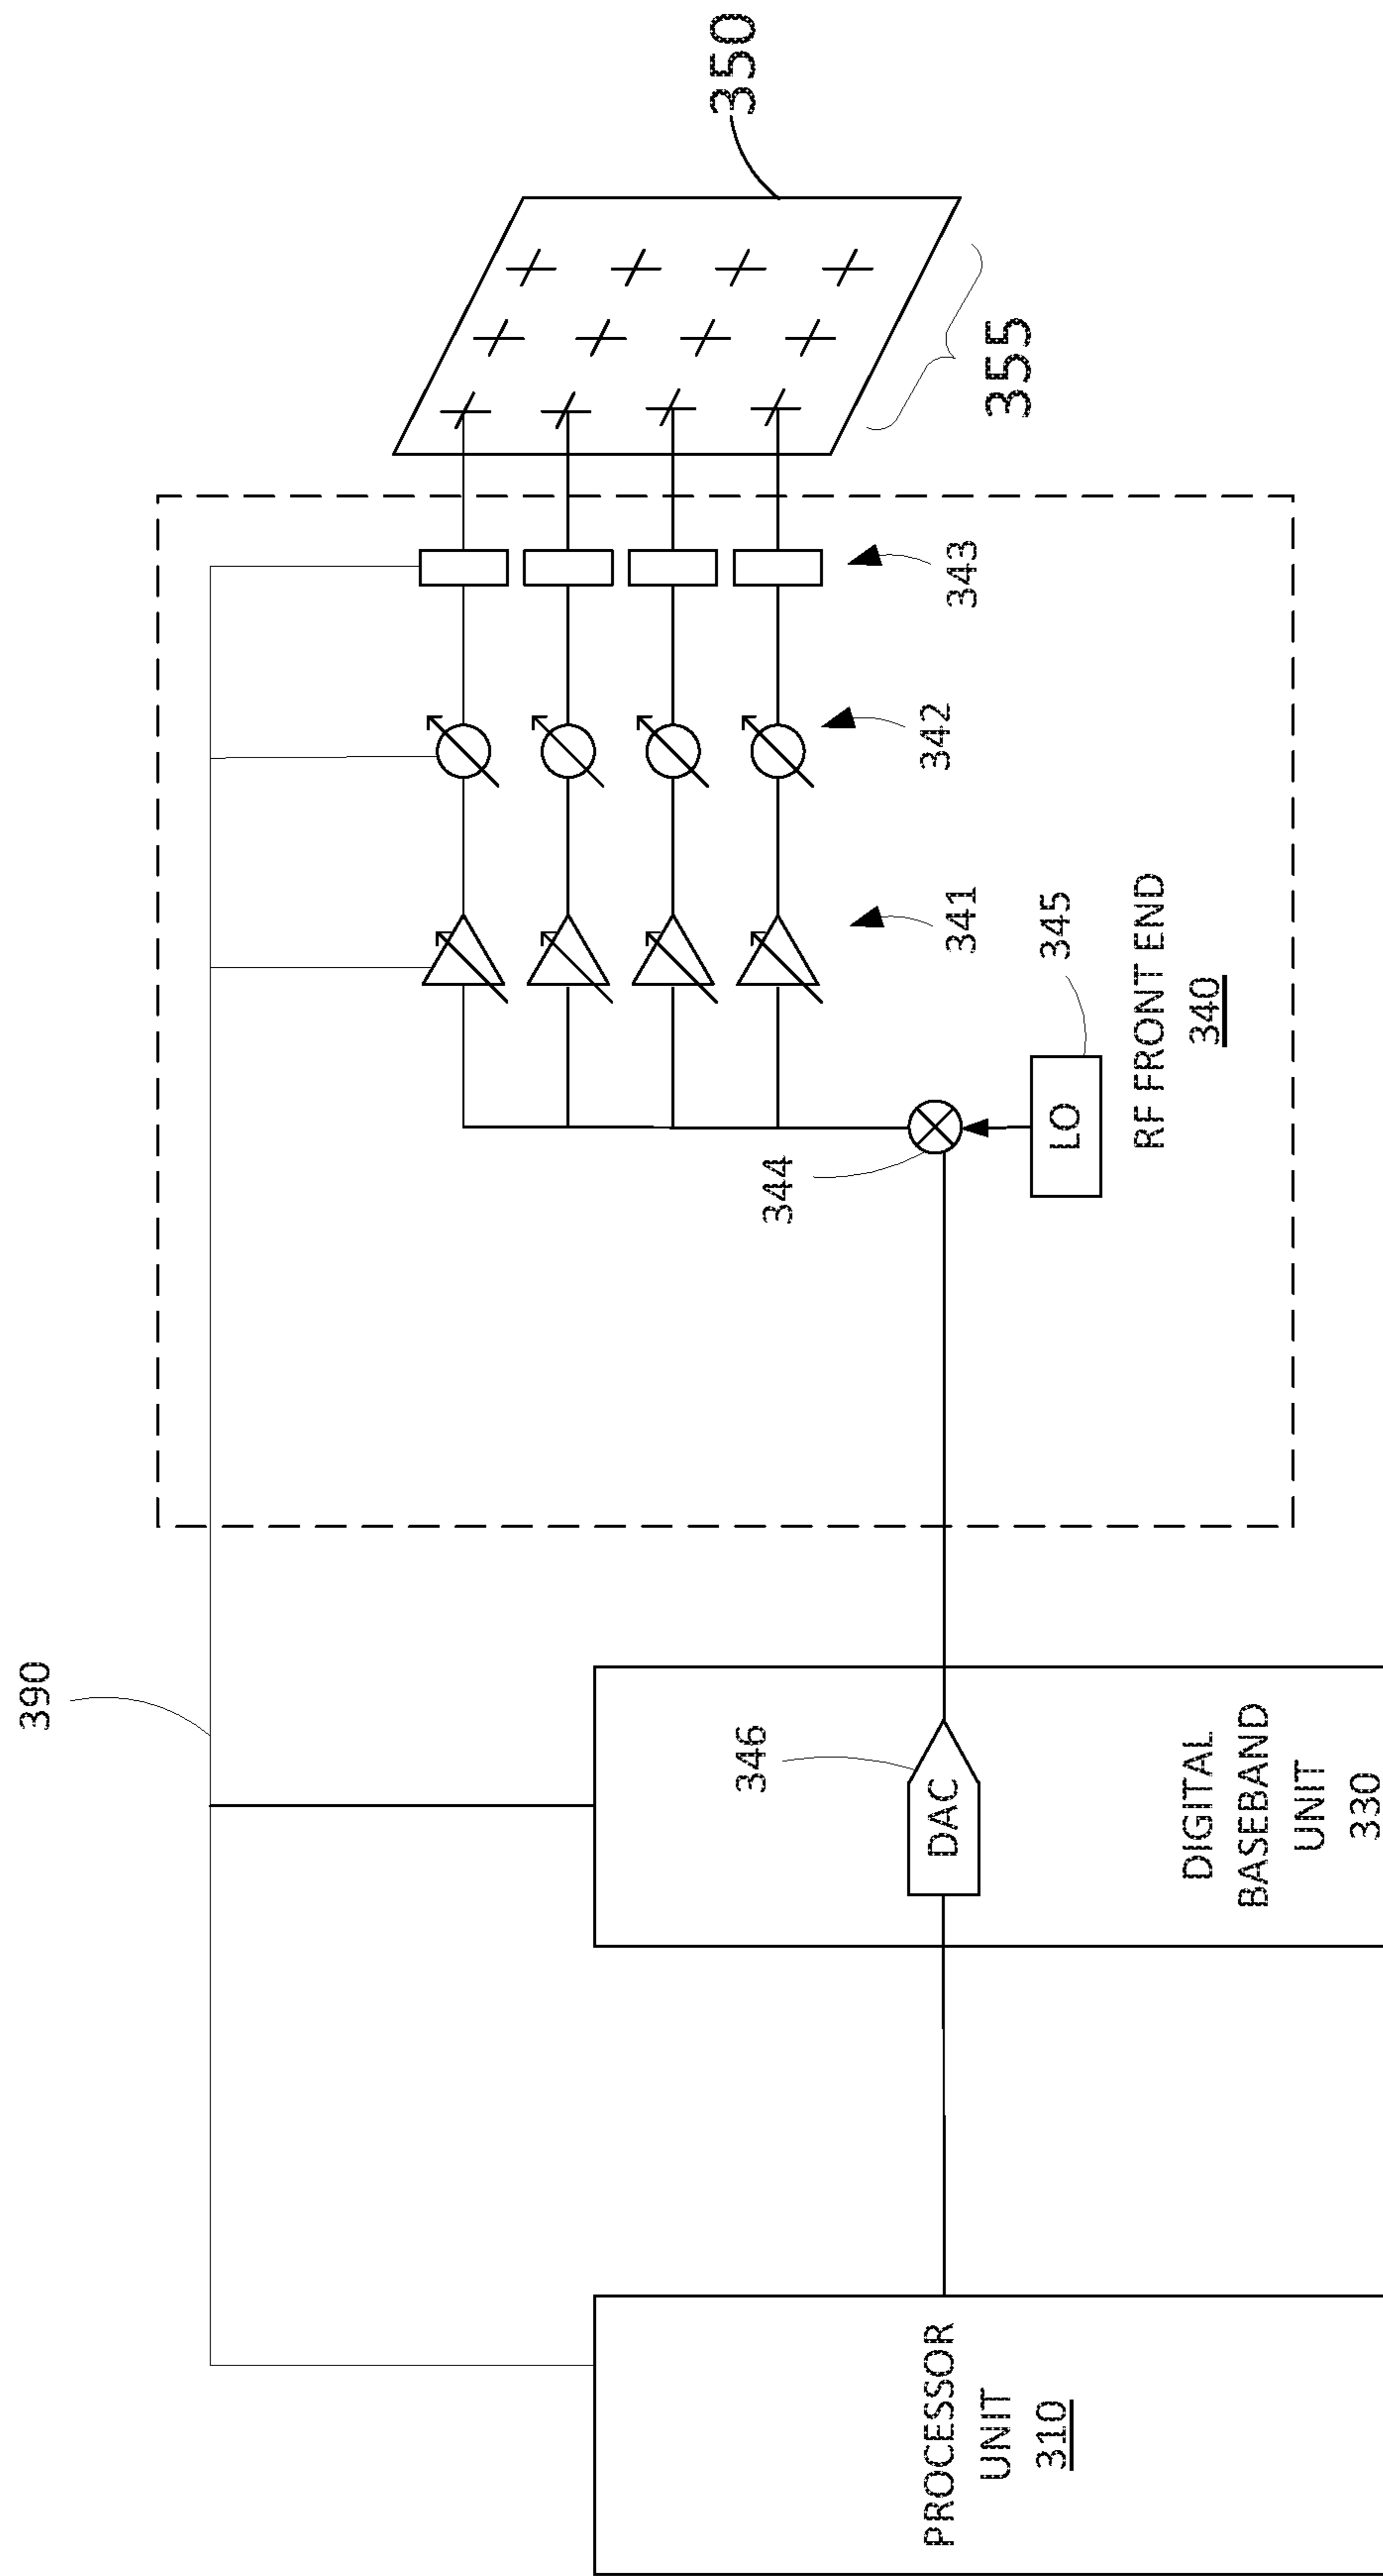 390
PROCESSOR
UNIT
310
346
DAC
DIGITAL
BASEBAND
UNIT
330
344
LO
345
341
342
343
RF FRONT END
340
350
355